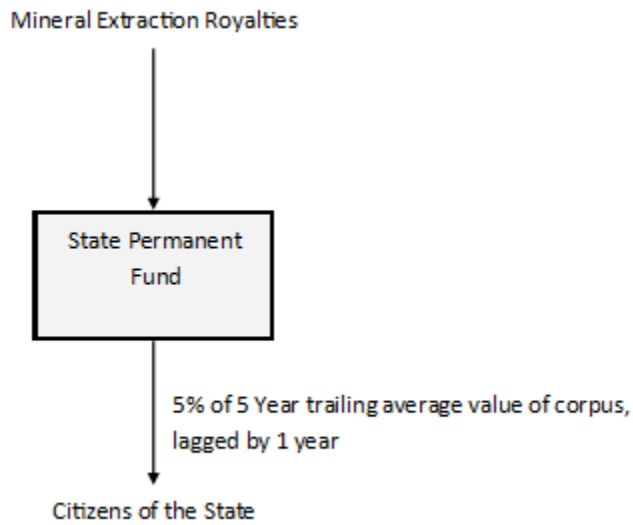 Mineral Extraction Royalties
State Permanent
Fund
5% of 5 Year trailing average value of corpus,
lagged by 1 year
Citizens of the State